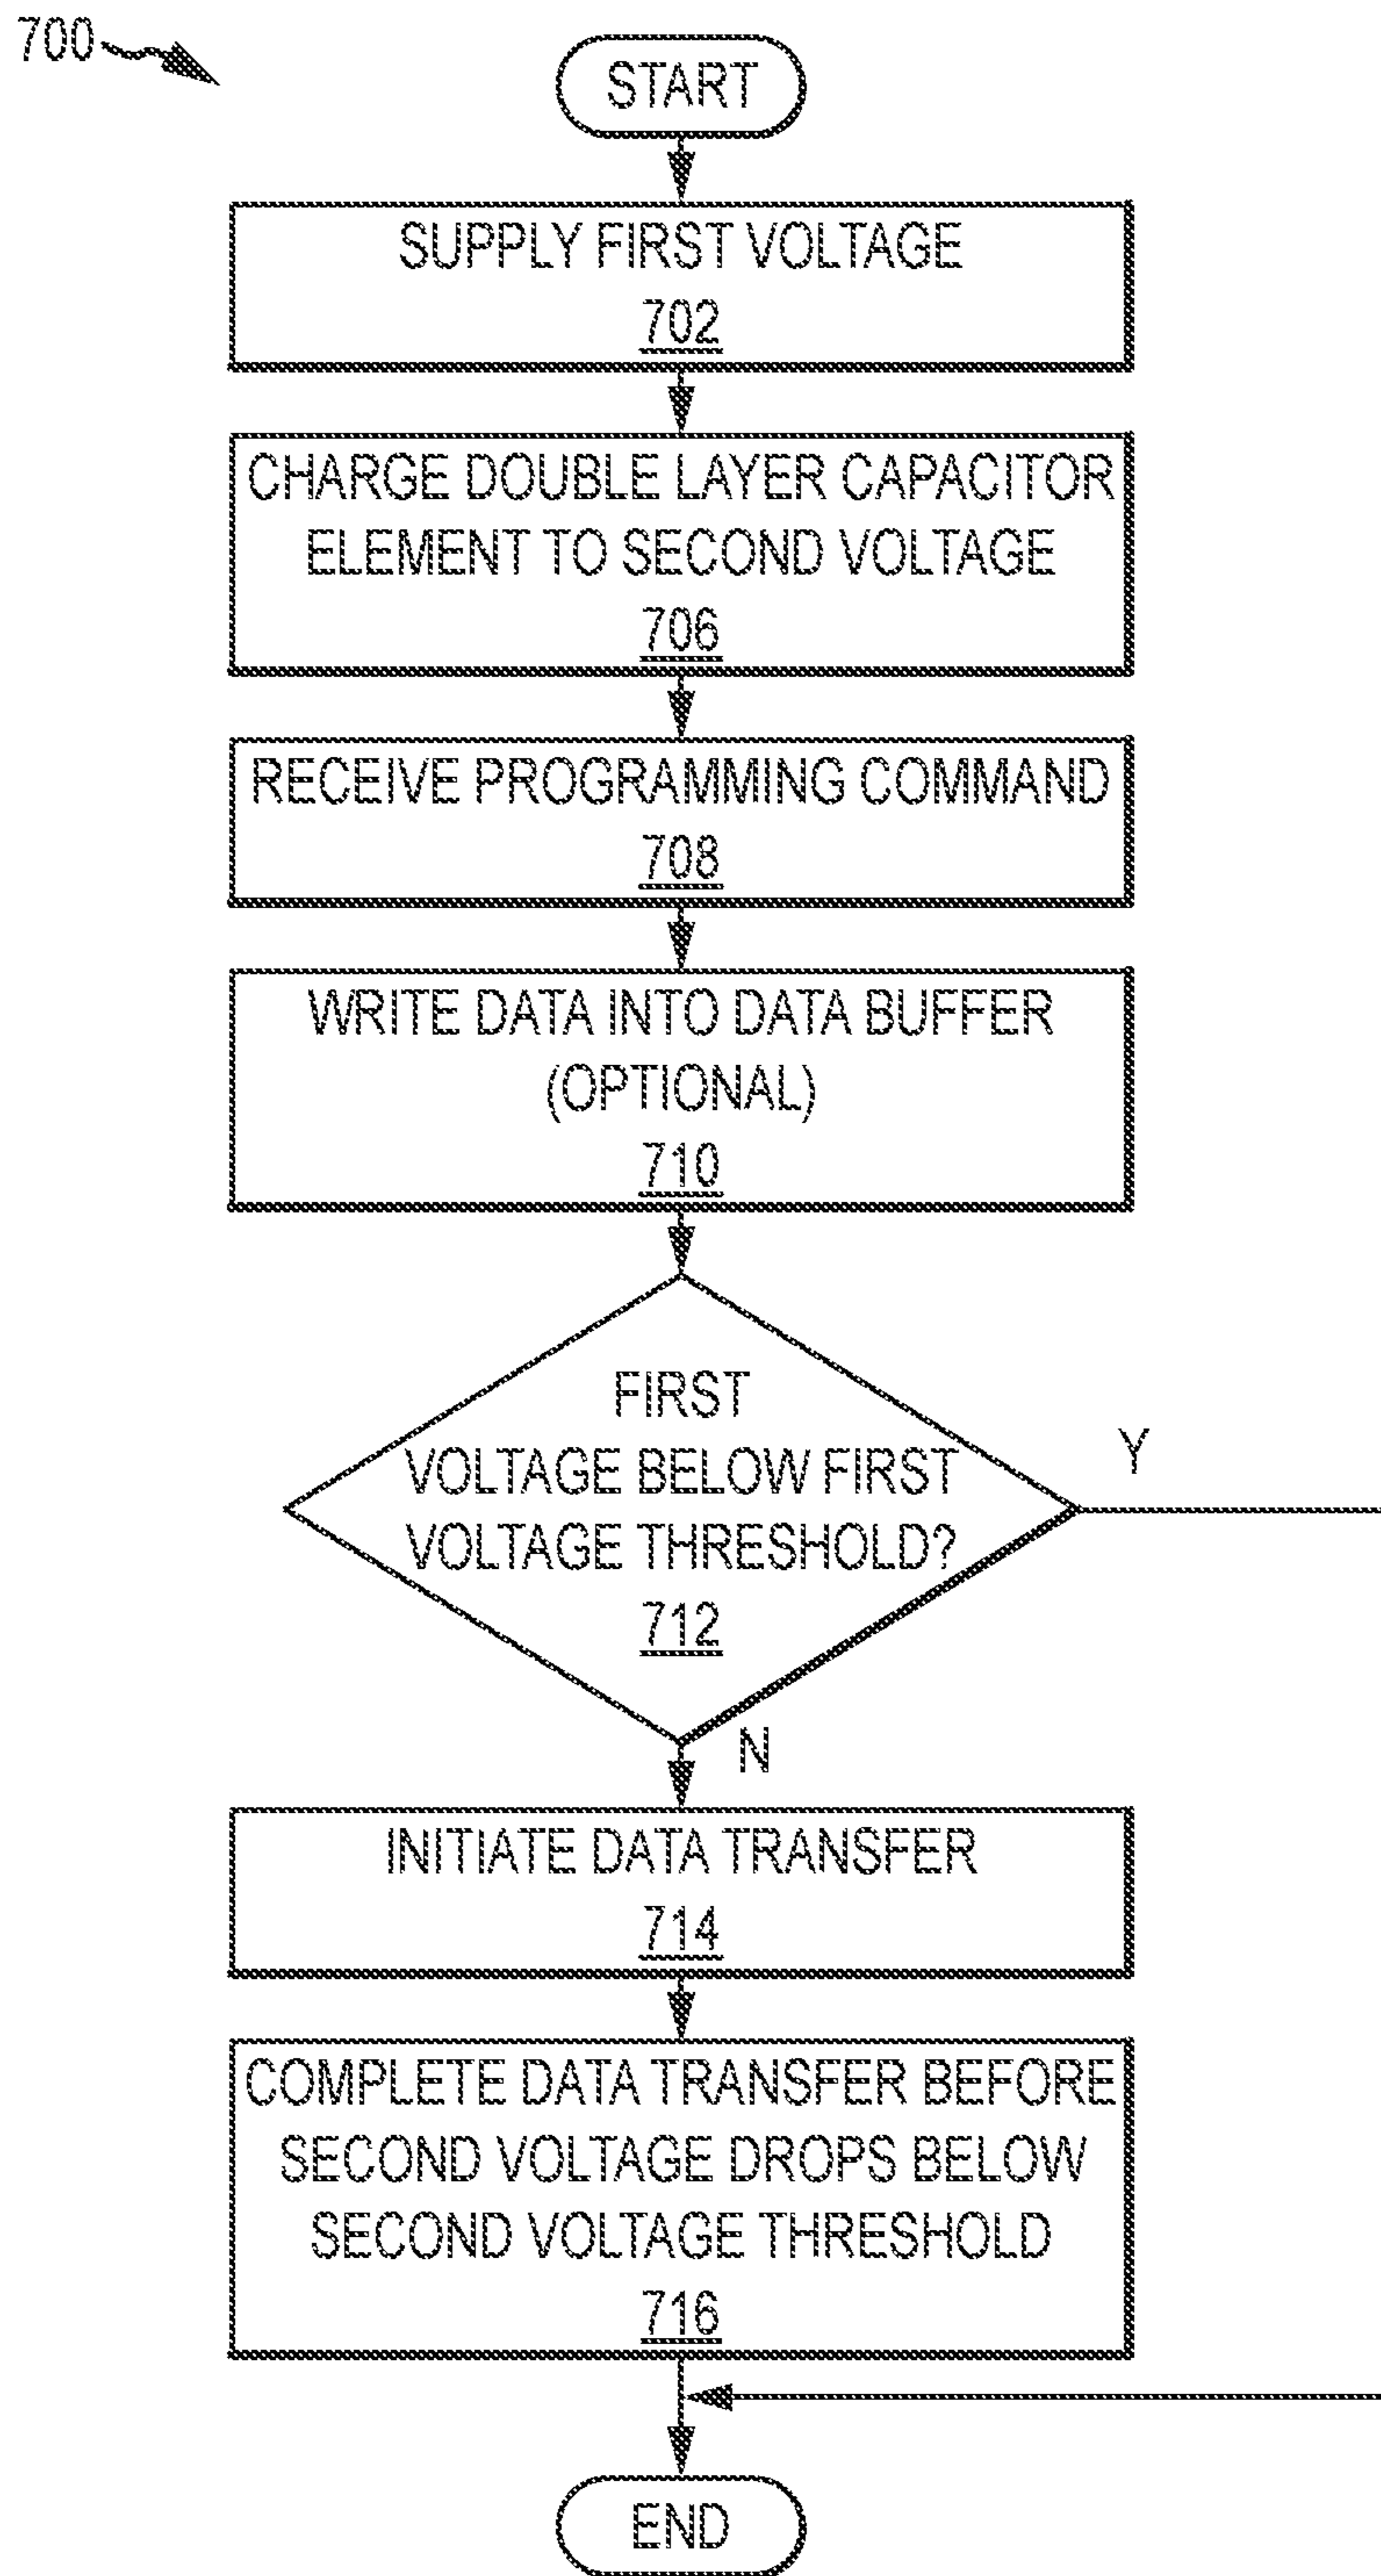 700
START
SUPPLY FIRST VOLTAGE
702
CHARGE DOUBLE LAYER CAPACITOR
ELEMENT TO SECOND VOLTAGE
706
RECEIVE PROGRAMMING COMMAND
708
WRITE DATA INTO DATA BUFFER
(OPTIONAL)
710
FIRST
VOLTAGE BELOW FIRST
VOLTAGE THRESHOLD?
712
Y
N
INITIATE DATA TRANSFER
714
COMPLETE DATA TRANSFER BEFORE
SECOND VOLTAGE DROPS BELOW
SECOND VOLTAGE THRESHOLD
716
END